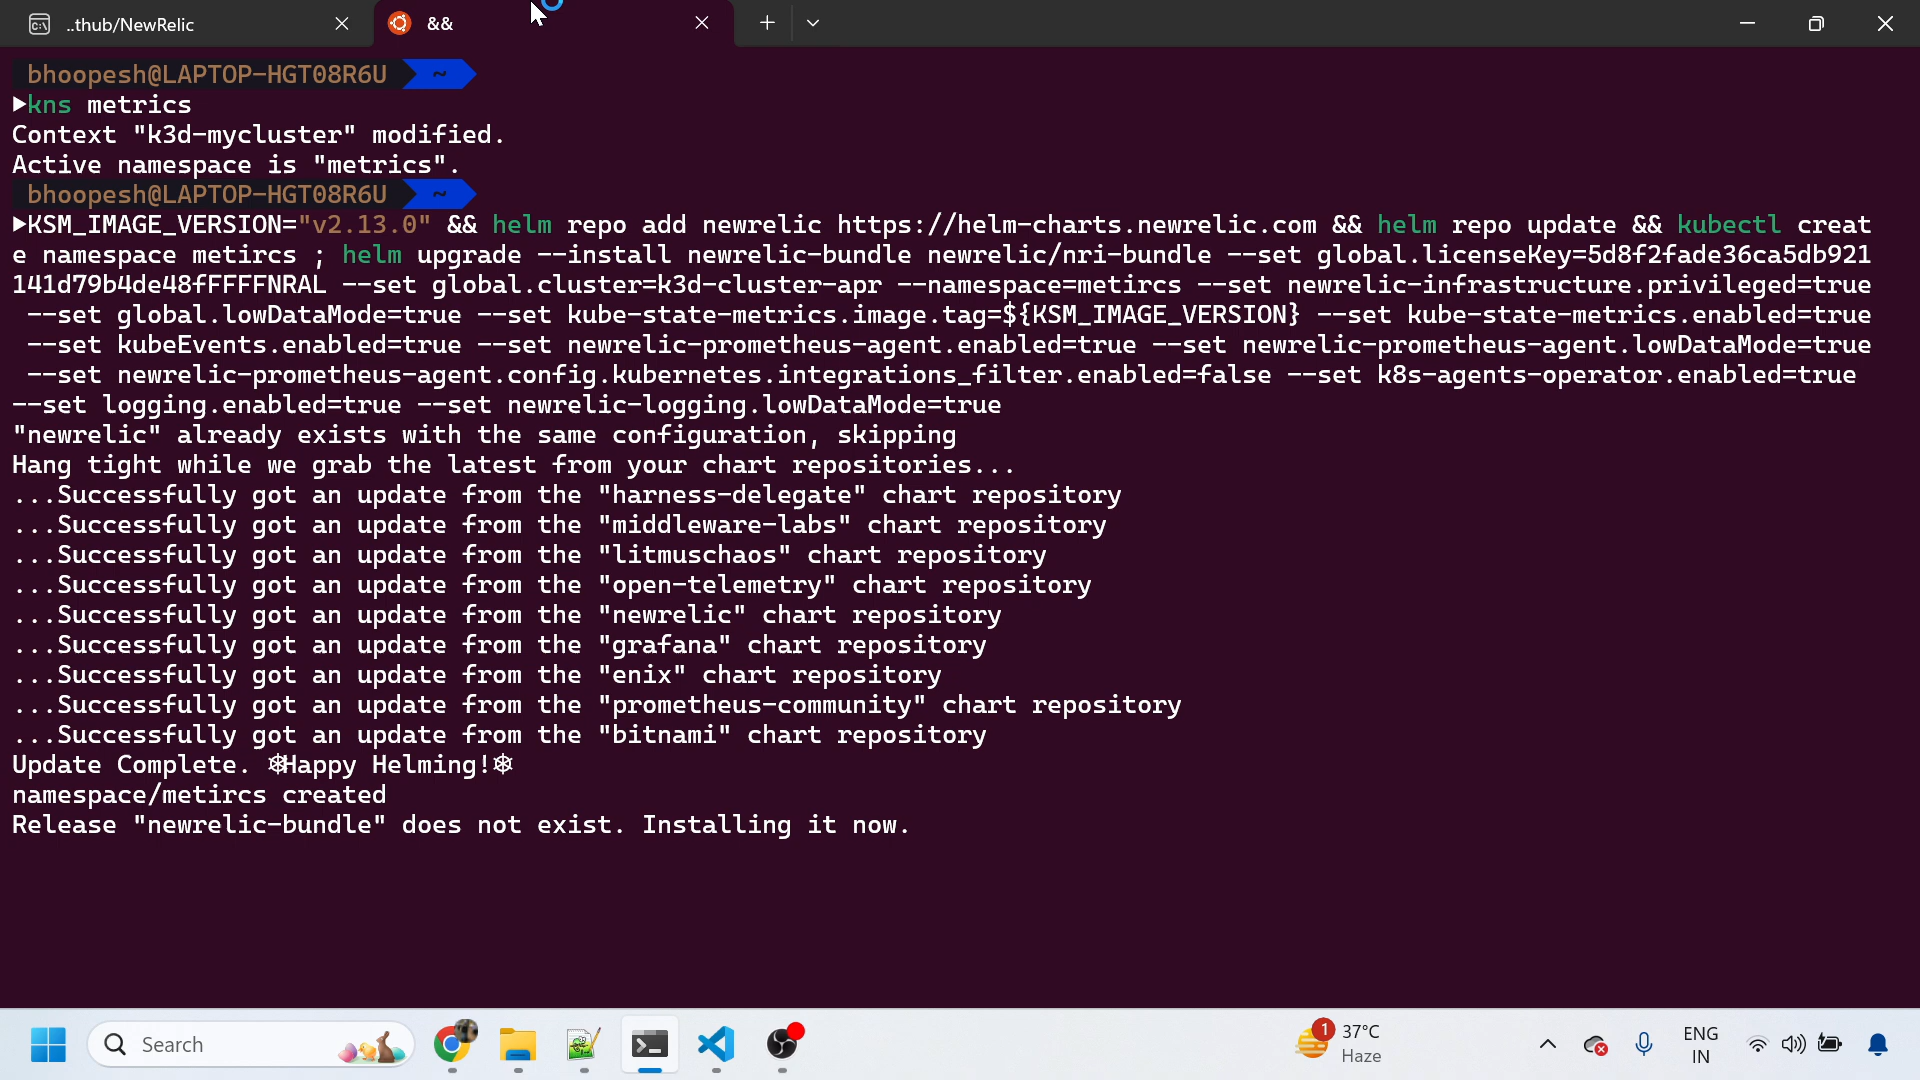 ..thub/NewRelic
&&
bhoopesh@LAPTOP-HGT08R6U ~
▶kns metrics
Context "k3d-mycluster" modified.
Active namespace is "metrics".
bhoopesh@LAPTOP-HGT08R6U ~
▶KSM_IMAGE_VERSION="v2.13.0" && helm repo add newrelic https://helm-charts.newrelic.com && helm repo update && kubectl creat
e namespace metircs ; helm upgrade --install newrelic-bundle newrelic/nri-bundle --set global.licenseKey=5d8f2fade36ca5db921
141d79b4de48fFFFFNRAL --set global.cluster=k3d-cluster-apr --namespace=metircs --set newrelic-infrastructure.privileged=true
--set global.lowDataMode=true --set kube-state-metrics.image.tag=${KSM_IMAGE_VERSION} --set kube-state-metrics.enabled=true
--set kubeEvents.enabled=true --set newrelic-prometheus-agent.enabled=true --set newrelic-prometheus-agent.lowDataMode=true
--set newrelic-prometheus-agent.config.kubernetes.integrations_filter.enabled=false --set k8s-agents-operator.enabled=true
--set logging.enabled=true --set newrelic-logging.lowDataMode=true
"newrelic" already exists with the same configuration, skipping
Hang tight while we grab the latest from your chart repositories...
...Successfully got an update from the "harness-delegate" chart repository
...Successfully got an update from the "middleware-labs" chart repository
...Successfully got an update from the "litmuschaos" chart repository
...Successfully got an update from the "open-telemetry" chart repository
...Successfully got an update from the "newrelic" chart repository
...Successfully got an update from the "grafana" chart repository
...Successfully got an update from the "enix" chart repository
...Successfully got an update from the "prometheus-community" chart repository
...Successfully got an update from the "bitnami" chart repository
Update Complete. ⎈Happy Helming!⎈
namespace/metircs created
Release "newrelic-bundle" does not exist. Installing it now.
Search
1
37°C
Haze
ENG
IN